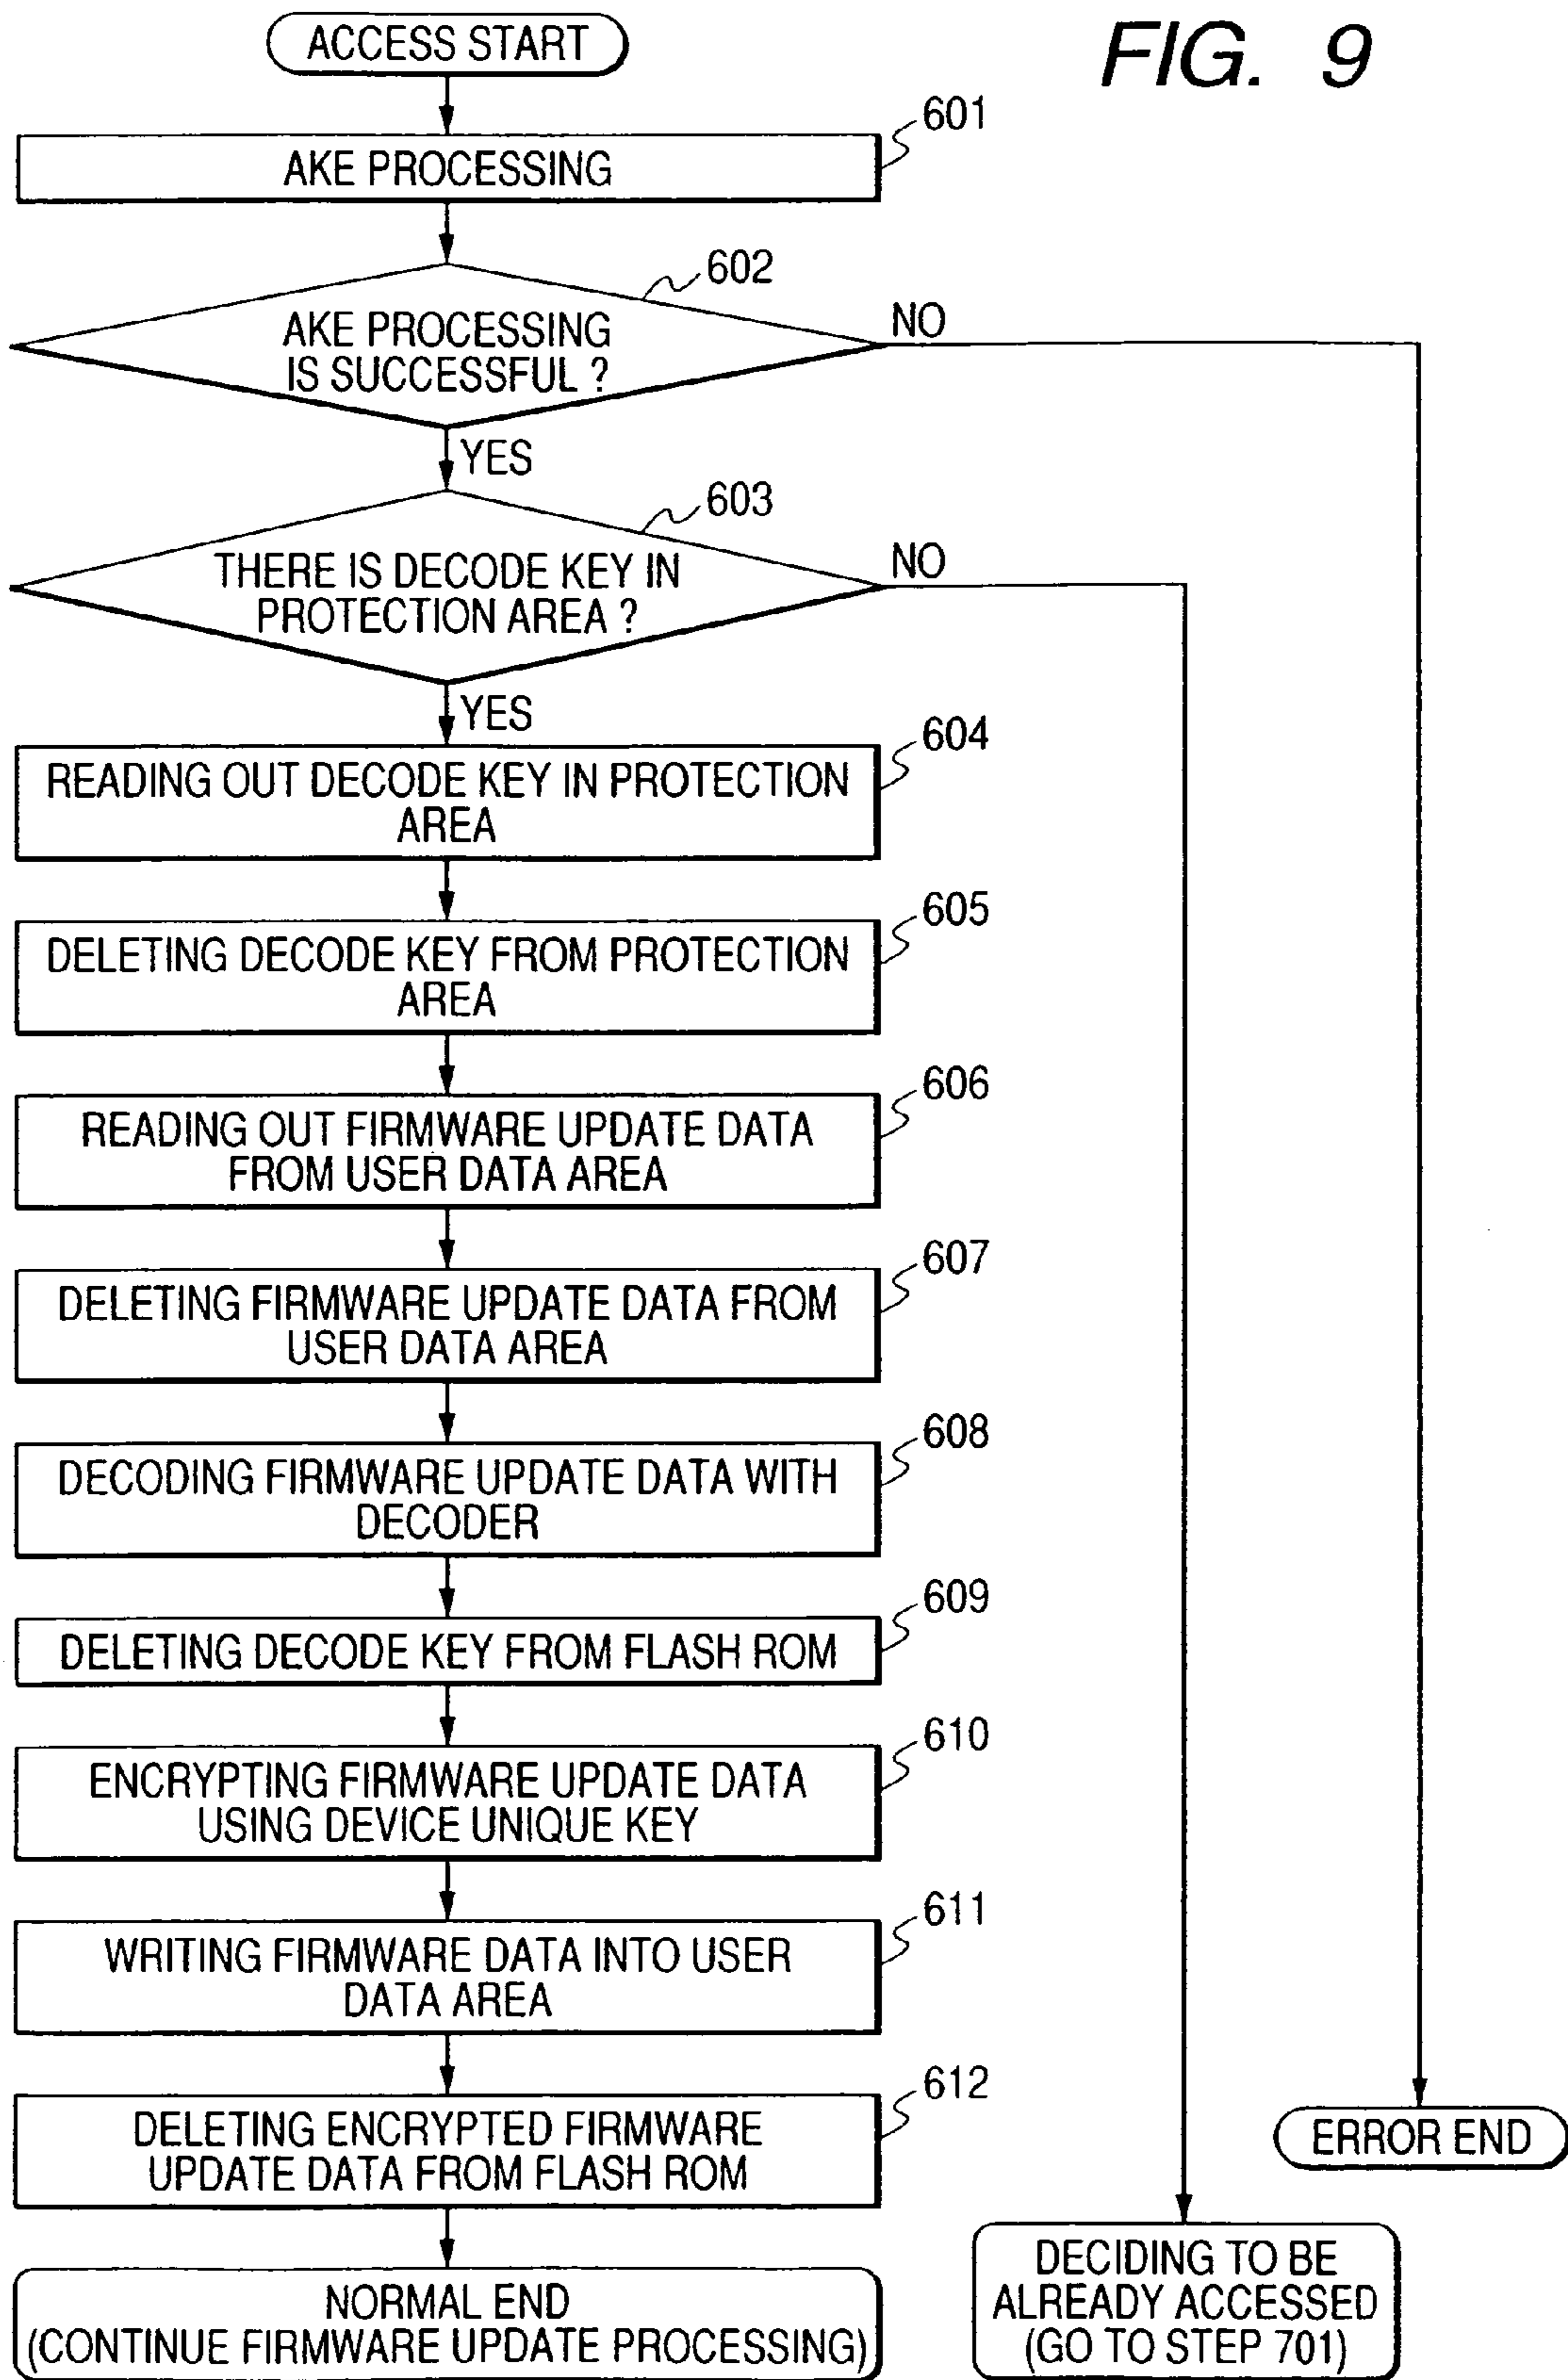 FIG. 9
ACCESS START
601
AKE PROCESSING
602
AKE PROCESSING
IS SUCCESSFUL ?
NO
YES
603
THERE IS DECODE KEY IN
PROTECTION AREA ?
NO
YES
604
READING OUT DECODE KEY IN PROTECTION
AREA
605
DELETING DECODE KEY FROM PROTECTION
AREA
606
READING OUT FIRMWARE UPDATE DATA
FROM USER DATA AREA
607
DELETING FIRMWARE UPDATE DATA FROM
USER DATA AREA
608
DECODING FIRMWARE UPDATE DATA WITH
DECODER
609
DELETING DECODE KEY FROM FLASH ROM
610
ENCRYPTING FIRMWARE UPDATE DATA
USING DEVICE UNIQUE KEY
611
WRITING FIRMWARE DATA INTO USER
DATA AREA
612
DELETING ENCRYPTED FIRMWARE
UPDATE DATA FROM FLASH ROM
ERROR END
NORMAL END
(CONTINUE FIRMWARE UPDATE PROCESSING)
DECIDING TO BE
ALREADY ACCESSED
(GO TO STEP 701)